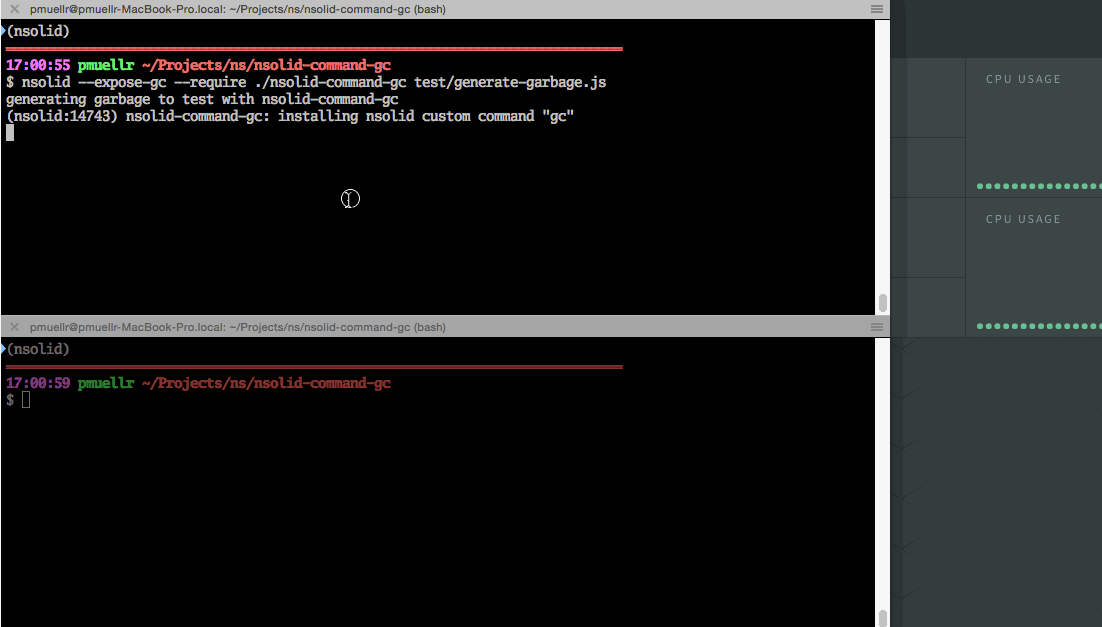 pmuellr@pmuellr-MacBook-Pro.local: ~/Projects/ns/nsolid-command-gc (bash)
(nsolid)
17:00:55 pmuellr ~/Projects/ns/nsolid-command-gc
$ nsolid --expose-gc --require ./nsolid-command-gc test/generate-garbage.js
generating garbage to test with nsolid-command-gc
(nsolid:14743) nsolid-command-gc: installing nsolid custom command "gc"
pmuellr@pmuellr-MacBook-Pro.local: ~/Projects/ns/nsolid-command-gc (bash)
(nsolid)
17:00:59 pmuellr ~/Projects/ns/nsolid-command-gc
$
CPU USAGE
CPU USAGE